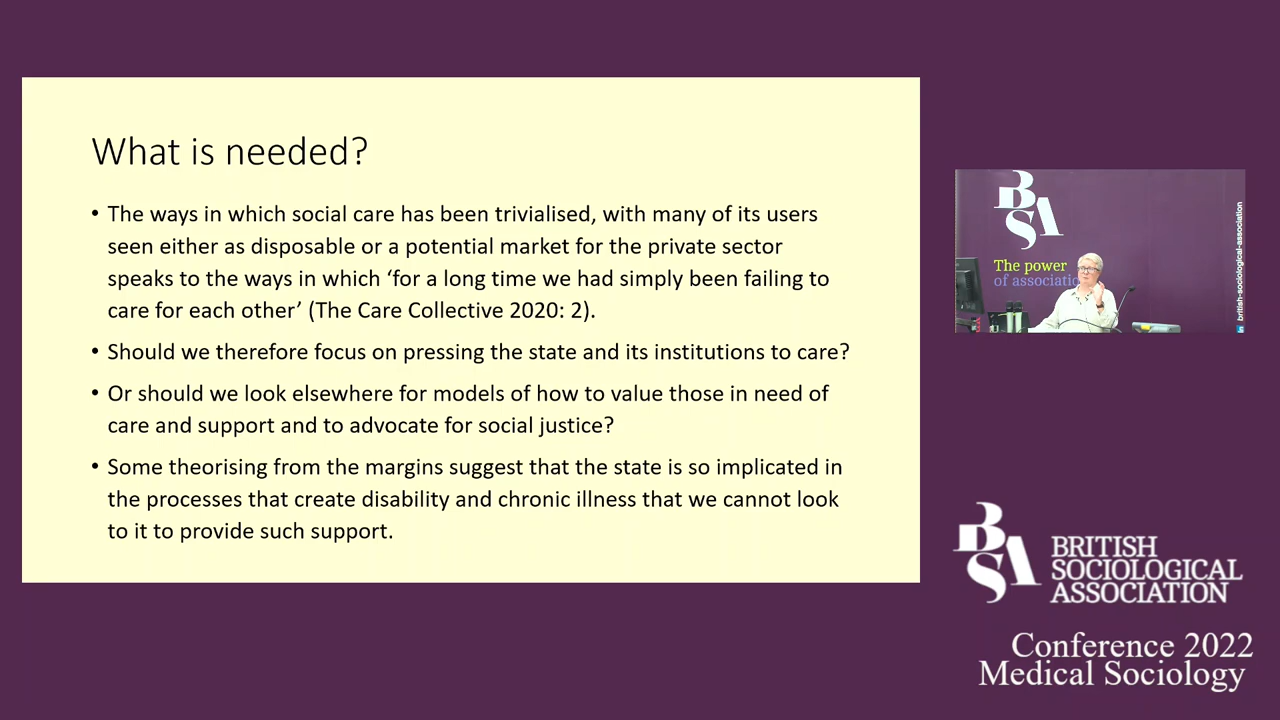 What is needed?
• The ways in which social care has been trivialised, with many of its users
seen either as disposable or a potential market for the private sector
speaks to the ways in which ‘for a long time we had simply been failing to
care for each other’ (The Care Collective 2020: 2).
• Should we therefore focus on pressing the state and its institutions to care?
• Or should we look elsewhere for models of how to value those in need of
care and support and to advocate for social justice?
• Some theorising from the margins suggest that the state is so implicated in
the processes that create disability and chronic illness that we cannot look
to it to provide such support.
BSA
The power
of associatio
british-sociological-association
in
BSA
BRITISH
SOCIOLOGICAL
ASSOCIATION
Conference 2022
Medical Sociology